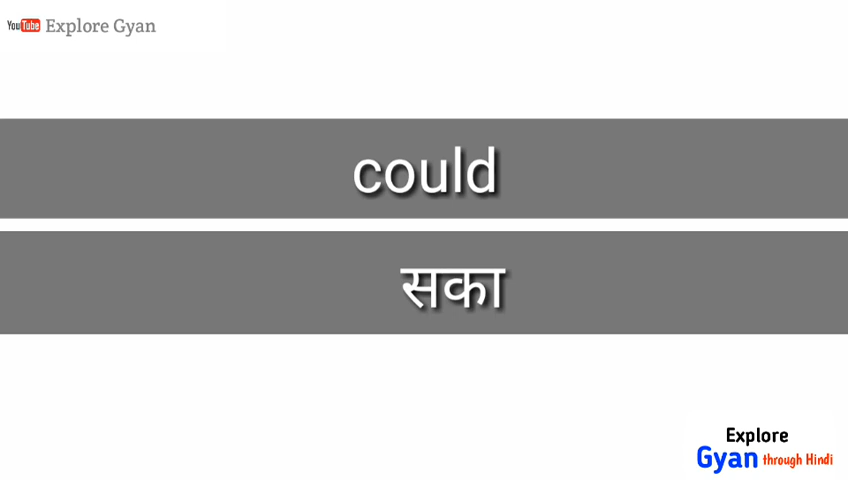 YouTube Explore Gyan
could
सका
Explore
Gyan through Hindi